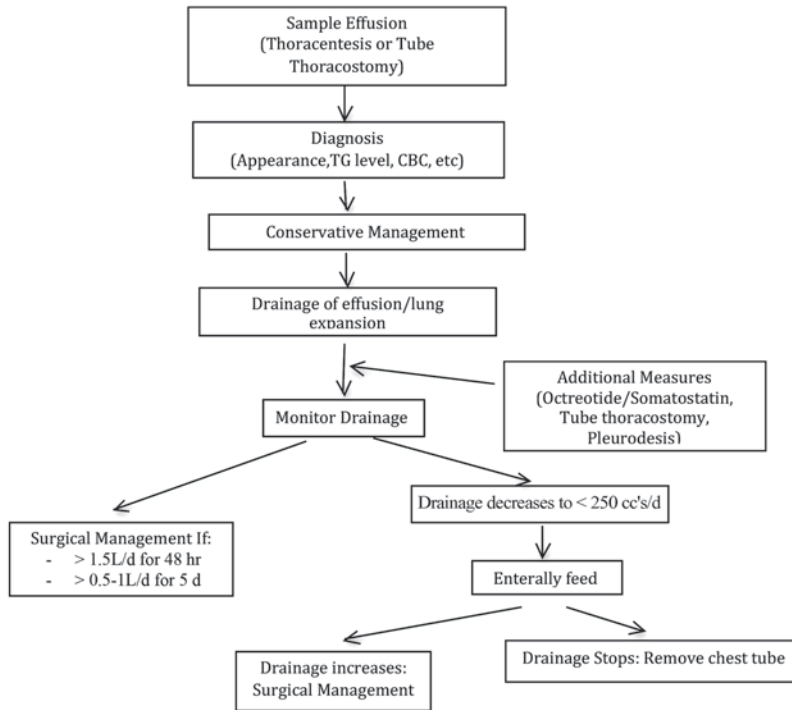 Sample Effusion
(Thoracentesis or Tube
Thoracostomy)
Diagnosis
(Appearance,TG level, CBC, etc)
Conservative Management
Drainage of effusion/lung
expansion
Additional Measures
(Octreotide/Somatostatin,
Tube thoracostomy,
Pleurodesis)
Monitor Drainage
Drainage decreases to < 250 cc's/d
Surgical Management If:
- > 1.5L/d for 48 hr
- > 0.5-1L/d for 5 d
Enterally feed
Drainage increases:
Surgical Management
Drainage Stops: Remove chest tube